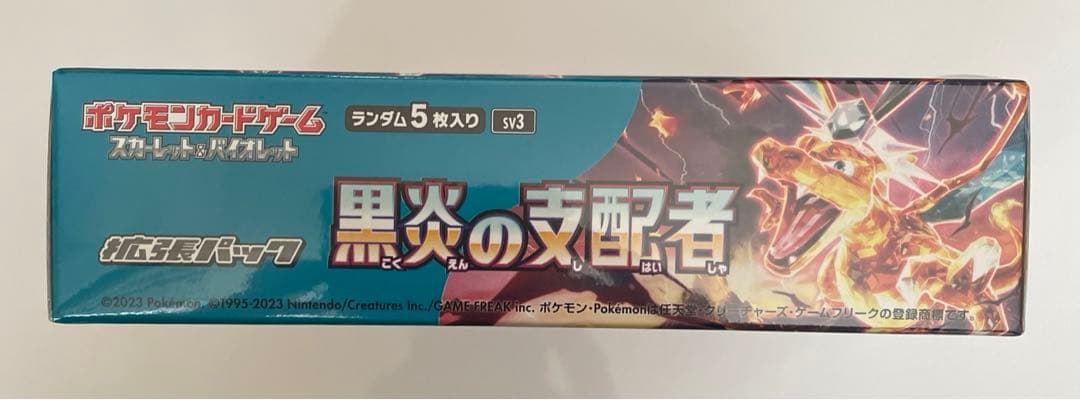 ポケモンカードゲーム
スカーレット&バイオレット
ランダム5枚入り SV3
拡張パック
黒炎の支配者
こく えん し はい しゃ
©2023 Pokémon. ©1995-2023 Nintendo/Creatures Inc./GAME FREAK inc. ポケモン・Pokémonは任天堂・クリーチャーズ・ゲームフリークの登録商標です。